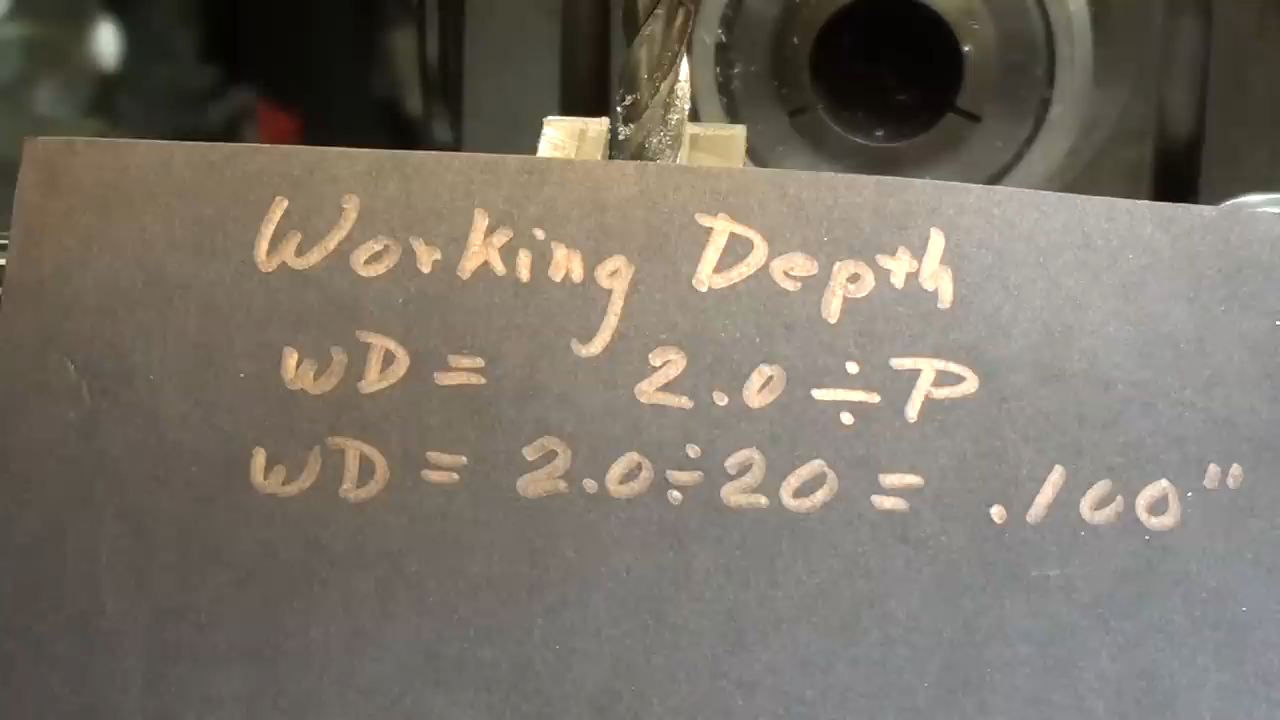 Working Depth
WD = 2.0 ÷ P
WD = 2.0 ÷ 20 = .100"